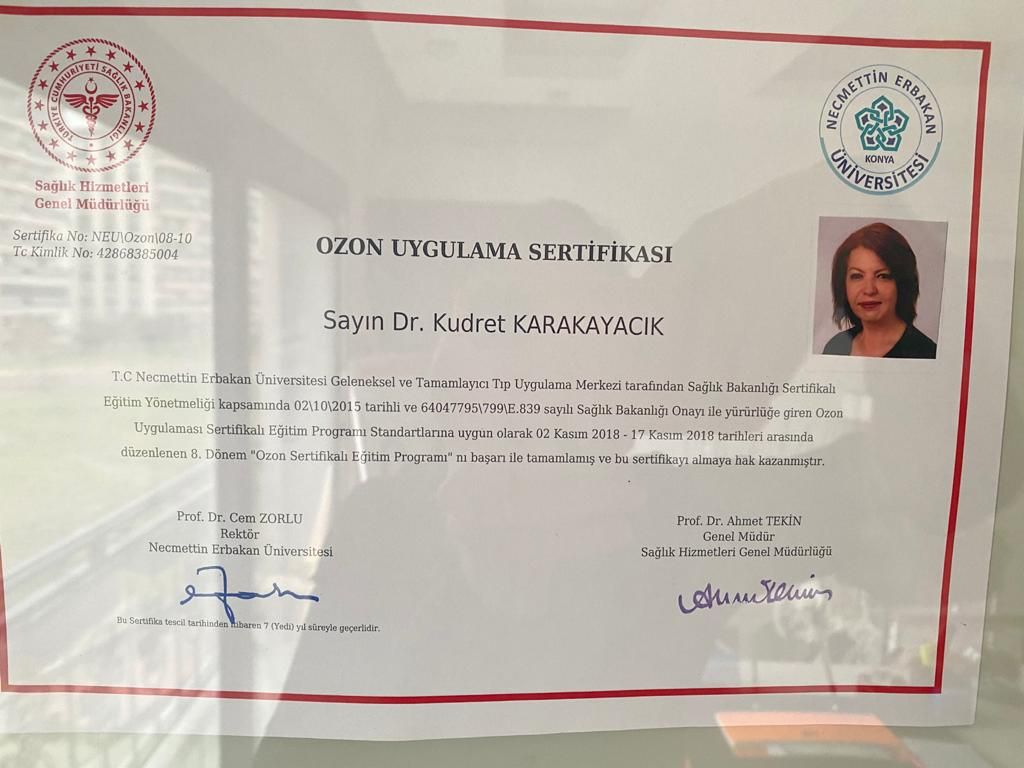 TÜRKİYE CUMHURİYETİ SAĞLIK BAKANLIĞI
Sağlık Hizmetleri
Genel Müdürlüğü
Sertifika No: NEU\Ozon\08-10
Tc Kimlik No: 42868385004
NECMETTİN ERBAKAN
KONYA
ÜNİVERSİTESİ
OZON UYGULAMA SERTİFİKASI
Sayın Dr. Kudret KARAKAYACIK
T.C Necmettin Erbakan Üniversitesi Geleneksel ve Tamamlayıcı Tıp Uygulama Merkezi tarafından Sağlık Bakanlığı Sertifikalı
Eğitim Yönetmeliği kapsamında 02\10\2015 tarihli ve 64047795\799\E.839 sayılı Sağlık Bakanlığı Onayı ile yürürlüğe giren Ozon
Uygulaması Sertifikalı Eğitim Programı Standartlarına uygun olarak 02 Kasım 2018 - 17 Kasım 2018 tarihleri arasında
düzenlenen 8. Dönem "Ozon Sertifikalı Eğitim Programı" nı başarı ile tamamlamış ve bu sertifikayı almaya hak kazanmıştır.
Prof. Dr. Cem ZORLU
Rektör
Necmettin Erbakan Üniversitesi
Prof. Dr. Ahmet TEKİN
Genel Müdür
Sağlık Hizmetleri Genel Müdürlüğü
Bu Sertifika tescil tarihinden itibaren 7 (Yedi) yıl süreyle geçerlidir.